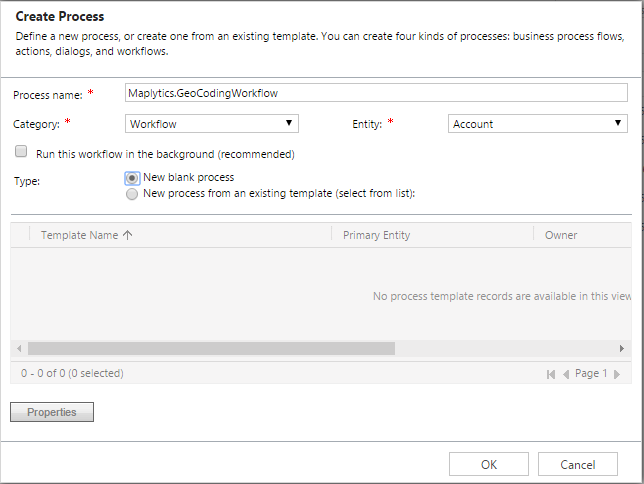 Create Process
Define a new process, or create one from an existing template. You can create four kinds of processes: business process flows,
actions, dialogs, and workflows.
Process name: * Maplytics.GeoCodingWorkflow
Category: * Workflow Entity: * Account
Run this workflow in the background (recommended)
Type: New blank process
New process from an existing template (select from list):
Template Name Primary Entity Owner
No process template records are available in this view
0 - 0 of 0 (0 selected) Page 1
Properties
OK Cancel